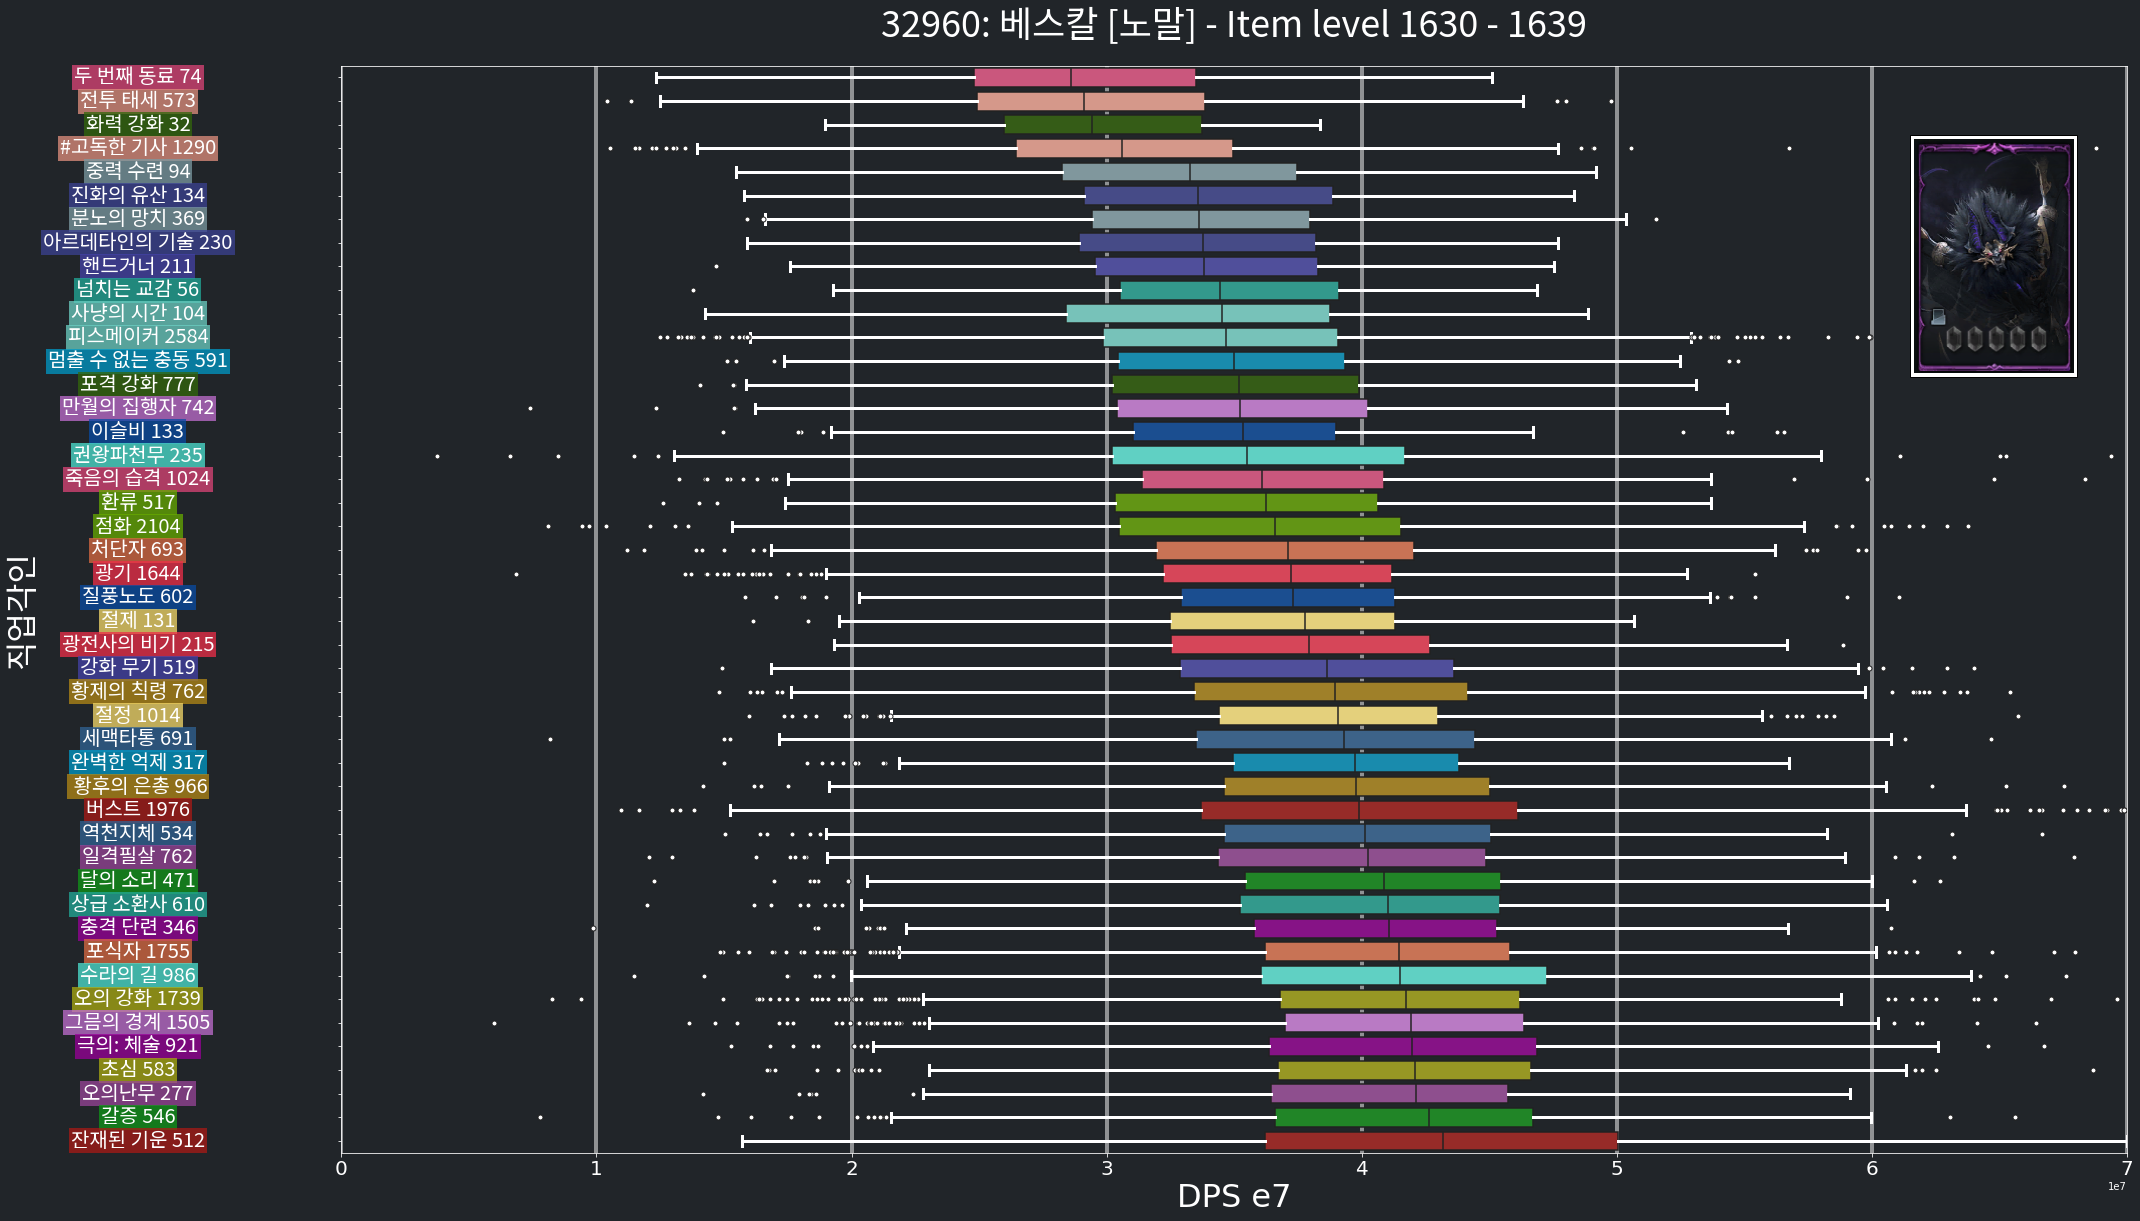 32960: 베스칼 [노말] - Item level 1630 - 1639
직업각인
두 번째 동료 74
전투 태세 573
화력 강화 32
#고독한 기사 1290
중력 수련 94
진화의 유산 134
분노의 망치 369
아르데타인의 기술 230
핸드거너 211
넘치는 교감 56
사냥의 시간 104
피스메이커 2584
멈출 수 없는 충동 591
포격 강화 777
만월의 집행자 742
이슬비 133
권왕파천무 235
죽음의 습격 1024
환류 517
점화 2104
처단자 693
광기 1644
질풍노도 602
절제 131
광전사의 비기 215
강화 무기 519
황제의 칙령 762
절정 1014
세맥타통 691
완벽한 억제 317
황후의 은총 966
버스트 1976
역천지체 534
일격필살 762
달의 소리 471
상급 소환사 610
충격 단련 346
포식자 1755
수라의 길 986
오의 강화 1739
그믐의 경계 1505
극의: 체술 921
초심 583
오의난무 277
갈증 546
잔재된 기운 512
0 1 2 3 4 5 6 7
DPS e7
1e7